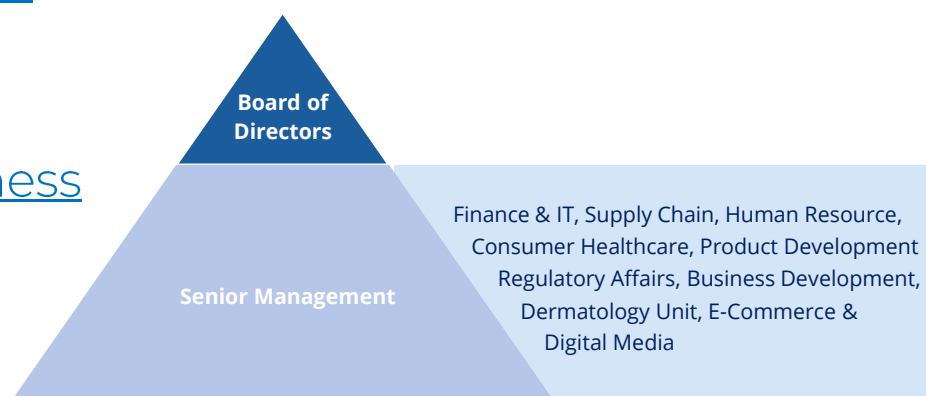 Board of
Directors
ness
Finance & IT, Supply Chain, Human Resource,
Consumer Healthcare, Product Development
Regulatory Affairs, Business Development,
Senior Management
Dermatology Unit, E-Commerce &
Digital Media